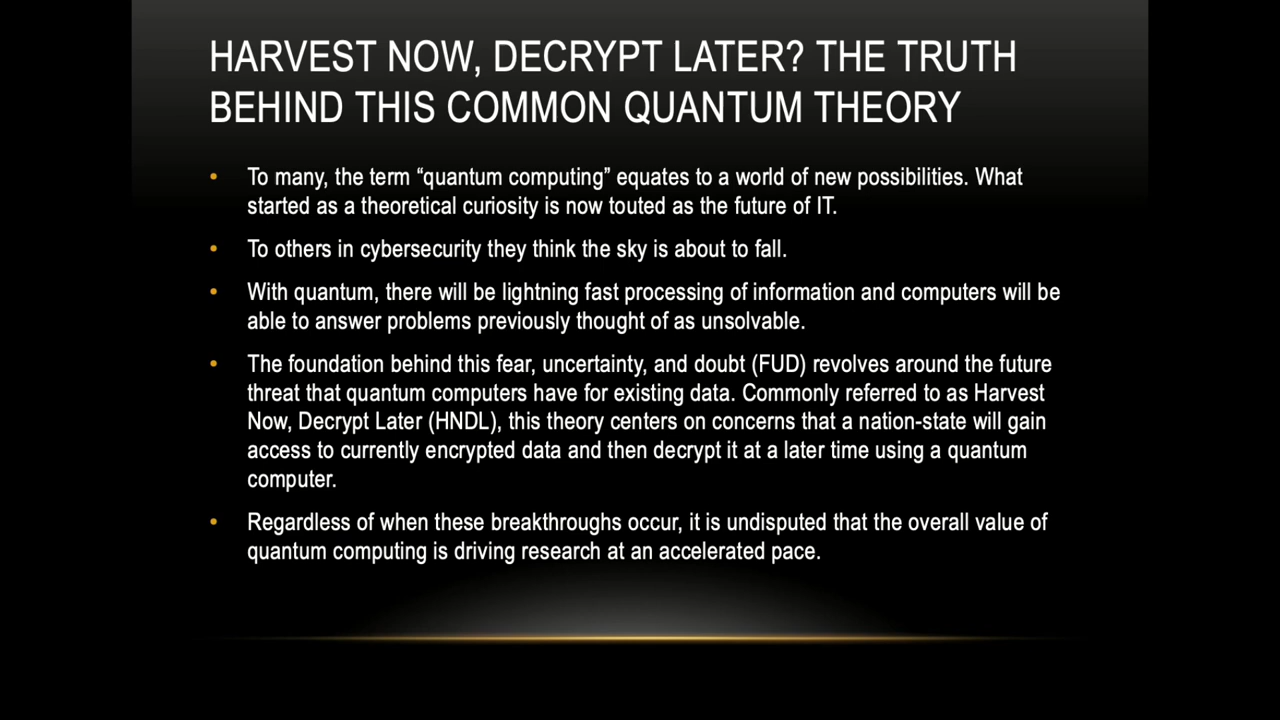 HARVEST NOW, DECRYPT LATER? THE TRUTH
BEHIND THIS COMMON QUANTUM THEORY
• To many, the term “quantum computing” equates to a world of new possibilities. What
started as a theoretical curiosity is now touted as the future of IT.
• To others in cybersecurity they think the sky is about to fall.
• With quantum, there will be lightning fast processing of information and computers will be
able to answer problems previously thought of as unsolvable.
• The foundation behind this fear, uncertainty, and doubt (FUD) revolves around the future
threat that quantum computers have for existing data. Commonly referred to as Harvest
Now, Decrypt Later (HNDL), this theory centers on concerns that a nation-state will gain
access to currently encrypted data and then decrypt it at a later time using a quantum
computer.
• Regardless of when these breakthroughs occur, it is undisputed that the overall value of
quantum computing is driving research at an accelerated pace.